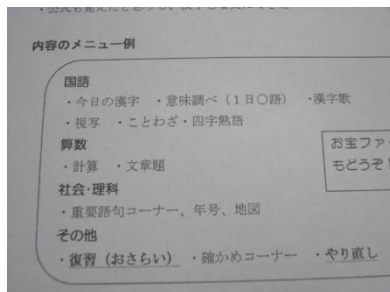 内容のメニュー例
国語
・今日の漢字 ・意味調べ（１日〇語） ・漢字歌
・視写 ・ことわざ・四字熟語
算数
・計算 ・文章題
お宝ファ
もどうぞ！
社会・理科
・重要語句コーナー、年号、地図
その他
・復習（おさらい） ・確かめコーナー ・やり直し